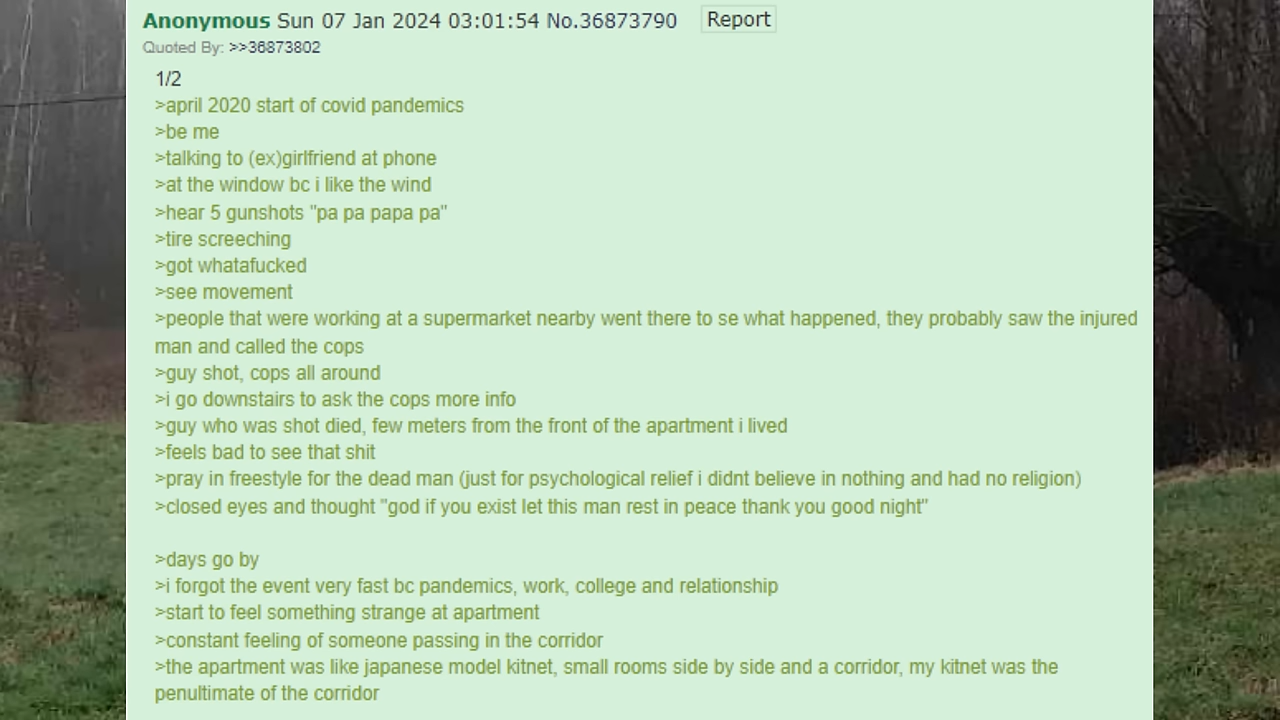 Anonymous Sun 07 Jan 2024 03:01:54 No.36873790 Report
Quoted By: >>36873802
1/2
>april 2020 start of covid pandemics
>be me
>talking to (ex)girlfriend at phone
>at the window bc i like the wind
>hear 5 gunshots "pa pa papa pa"
>tire screeching
>got whatafucked
>see movement
>people that were working at a supermarket nearby went there to se what happened, they probably saw the injured
man and called the cops
>guy shot, cops all around
>i go downstairs to ask the cops more info
>guy who was shot died, few meters from the front of the apartment i lived
>feels bad to see that shit
>pray in freestyle for the dead man (just for psychological relief i didnt believe in nothing and had no religion)
>closed eyes and thought "god if you exist let this man rest in peace thank you good night"
>days go by
>i forgot the event very fast bc pandemics, work, college and relationship
>start to feel something strange at apartment
>constant feeling of someone passing in the corridor
>the apartment was like japanese model kitnet, small rooms side by side and a corridor, my kitnet was the
penultimate of the corridor